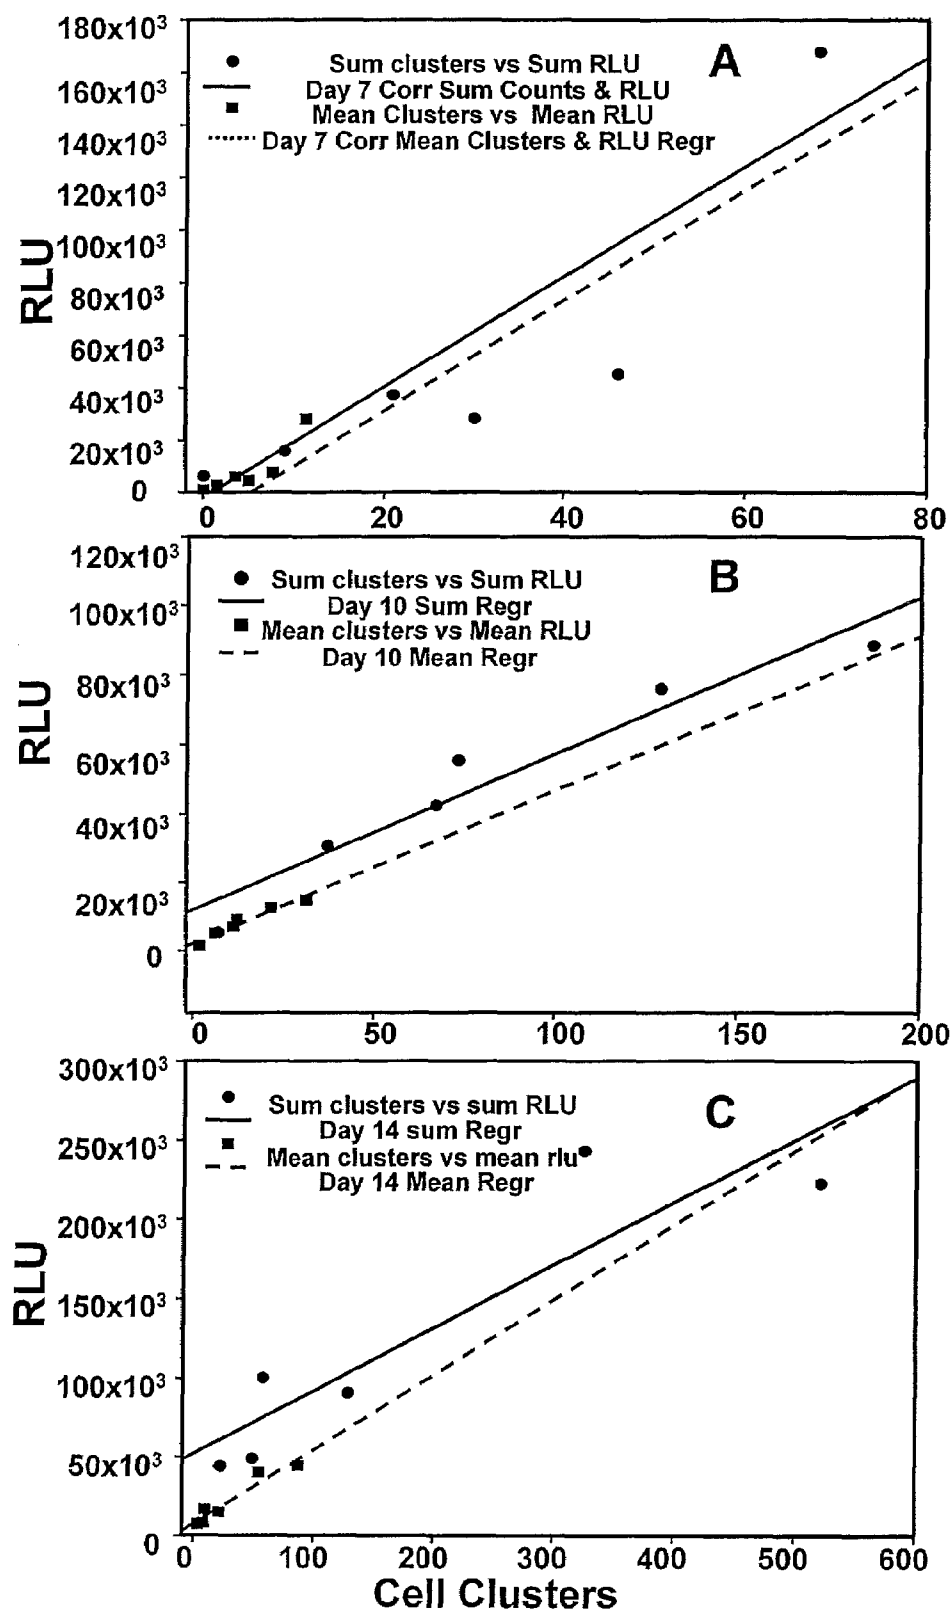 180x10³
160x10³
140x10³
120x10³
100x10³
80x10³
60x10³
40x10³
20x10³
0
RLU
A
Sum clusters vs Sum RLU
Day 7 Corr Sum Counts & RLU
Mean Clusters vs Mean RLU
Day 7 Corr Mean Clusters & RLU Regr
0 20 40 60 80
120x10³
100x10³
80x10³
60x10³
40x10³
20x10³
0
RLU
B
Sum clusters vs Sum RLU
Day 10 Sum Regr
Mean clusters vs Mean RLU
Day 10 Mean Regr
0 50 100 150 200
300x10³
250x10³
200x10³
150x10³
100x10³
50x10³
0
RLU
C
Sum clusters vs sum RLU
Day 14 sum Regr
Mean clusters vs mean rlu
Day 14 Mean Regr
0 100 200 300 400 500 600
Cell Clusters